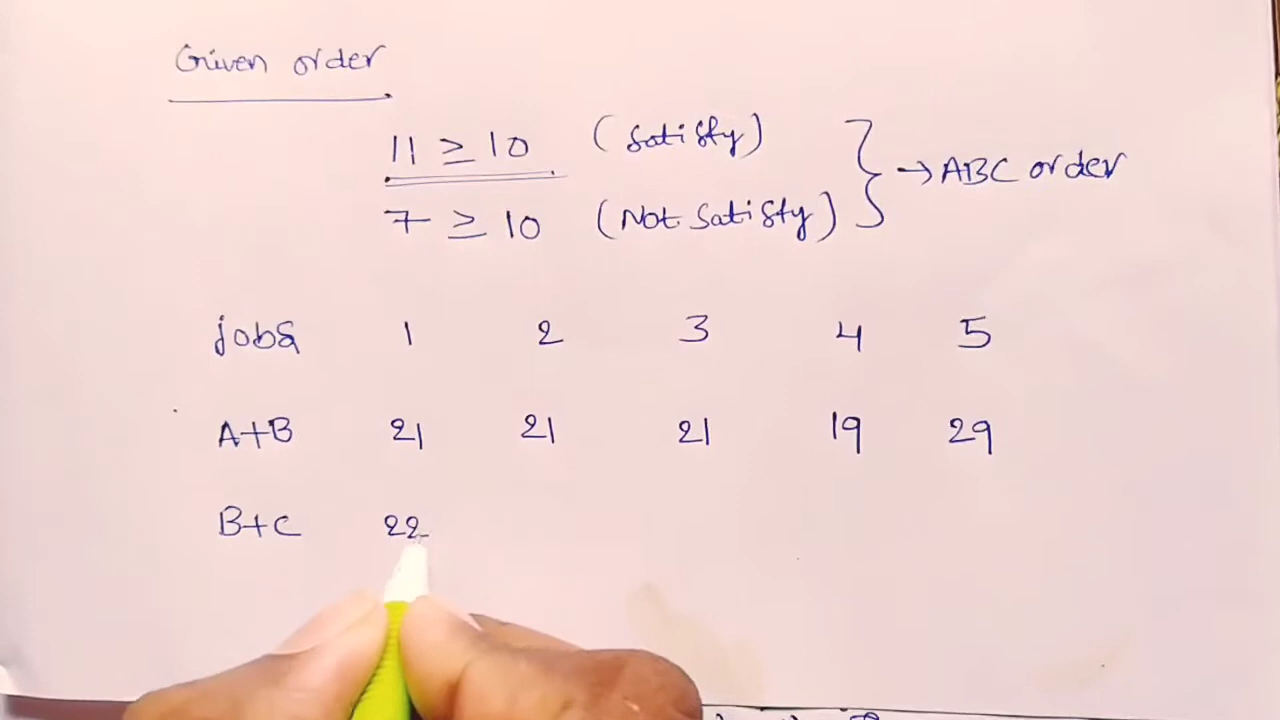 Given order
11 ≥ 10 (Satisfy)
7 ≥ 10 (Not Satisfy) } → ABC order
jobs 1 2 3 4 5
A+B 21 21 21 19 29
B+C 22